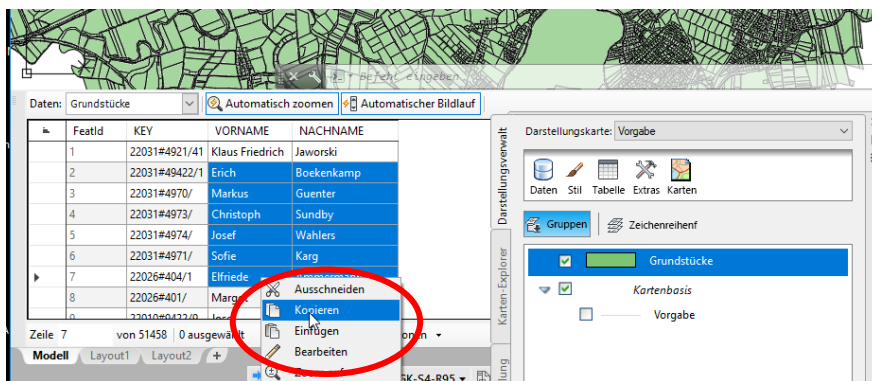 Befehl eingeben
Daten: Grundstücke Automatisch zoomen Automatischer Bildlauf
FeatId KEY VORNAME NACHNAME
1 22031#4921/41 Klaus Friedrich Jaworski
2 22031#49422/1 Erich Boekenkamp
3 22031#4970/ Markus Guenter
4 22031#4973/ Christoph Sundby
5 22031#4974/ Josef Wahlers
6 22031#4971/ Sofie Karg
7 22026#404/1 Elfriede
8 22026#401/
Ausschneiden
Kopieren
Einfügen
Bearbeiten
Zeile 7 von 51458 0 ausgewählt
Modell Layout1 Layout2 +
GK-S4-R95
Darstellungsverwalt
Karten-Explorer
Darstellungskarte: Vorgabe
Daten Stil Tabelle Extras Karten
Gruppen Zeichenreihenf
Grundstücke
Kartenbasis
Vorgabe